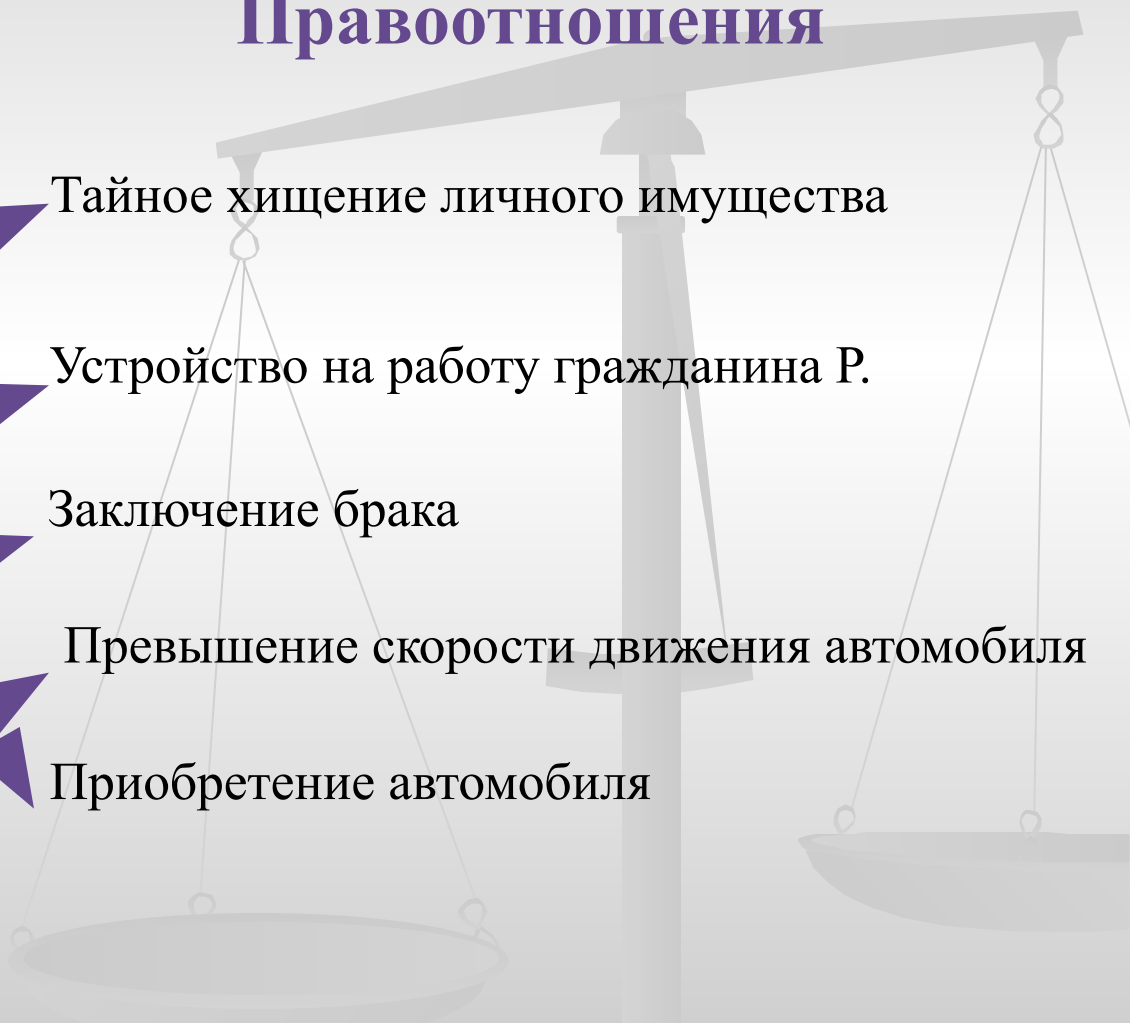 Правоотношения
Тайное хищение личного имущества
Устройство на работу гражданина Р.
Заключение брака
Превышение скорости движения автомобиля
Приобретение автомобиля